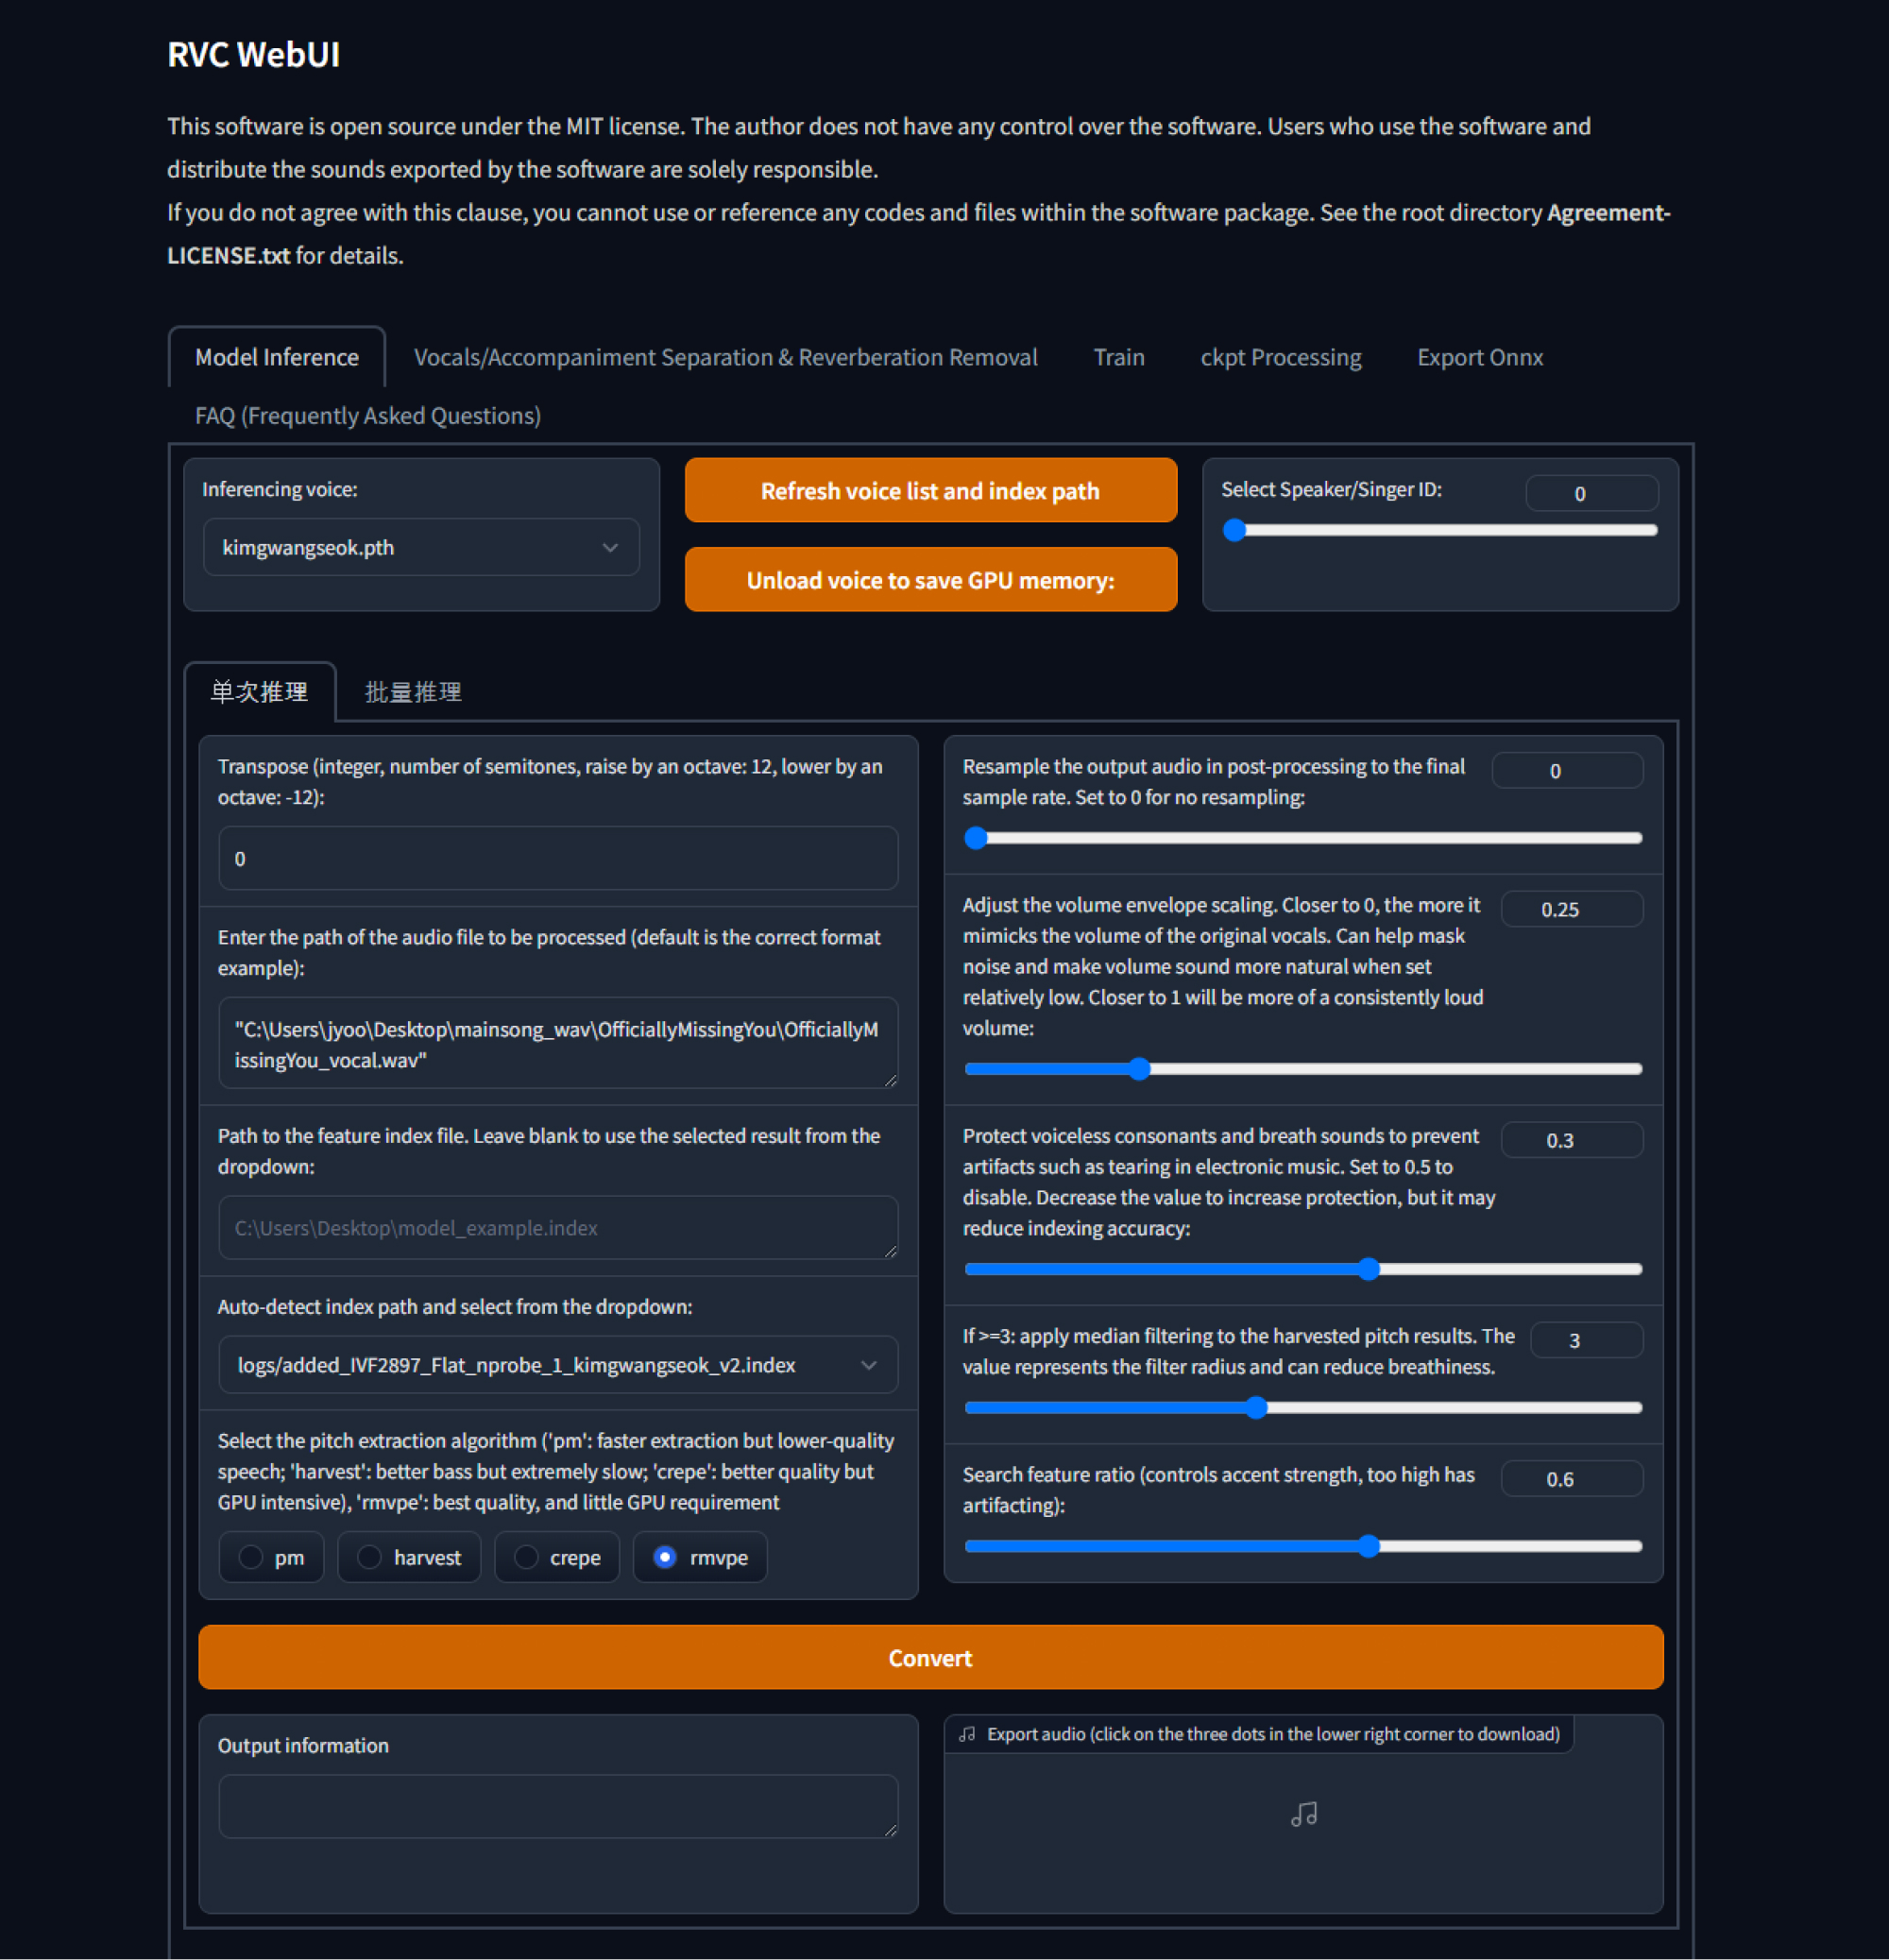 RVC WebUI
This software is open source under the MIT license. The author does not have any control over the software. Users who use the software and
distribute the sounds exported by the software are solely responsible.
If you do not agree with this clause, you cannot use or reference any codes and files within the software package. See the root directory Agreement-
LICENSE.txt for details.
Model Inference
Vocals/Accompaniment Separation & Reverberation Removal
Train
ckpt Processing
Export Onnx
FAQ (Frequently Asked Questions)
Inferencing voice:
kimgwangseok.pth
Refresh voice list and index path
Unload voice to save GPU memory:
Select Speaker/Singer ID:
0
单次推理
批量推理
Transpose (integer, number of semitones, raise by an octave: 12, lower by an
octave: -12):
0
Enter the path of the audio file to be processed (default is the correct format
example):
"C:\Users\jyoo\Desktop\mainsong_wav\OfficiallyMissingYou\OfficiallyM
issingYou_vocal.wav"
Path to the feature index file. Leave blank to use the selected result from the
dropdown:
C:\Users\Desktop\model_example.index
Auto-detect index path and select from the dropdown:
logs/added_IVF2897_Flat_nprobe_1_kimgwangseok_v2.index
Select the pitch extraction algorithm ('pm': faster extraction but lower-quality
speech; 'harvest': better bass but extremely slow; 'crepe': better quality but
GPU intensive), 'rmvpe': best quality, and little GPU requirement
pm
harvest
crepe
rmvpe
Resample the output audio in post-processing to the final
sample rate. Set to 0 for no resampling:
0
Adjust the volume envelope scaling. Closer to 0, the more it
mimicks the volume of the original vocals. Can help mask
noise and make volume sound more natural when set
relatively low. Closer to 1 will be more of a consistently loud
volume:
0.25
Protect voiceless consonants and breath sounds to prevent
artifacts such as tearing in electronic music. Set to 0.5 to
disable. Decrease the value to increase protection, but it may
reduce indexing accuracy:
0.3
If >=3: apply median filtering to the harvested pitch results. The
value represents the filter radius and can reduce breathiness.
3
Search feature ratio (controls accent strength, too high has
artifacting):
0.6
Convert
Output information
Export audio (click on the three dots in the lower right corner to download)